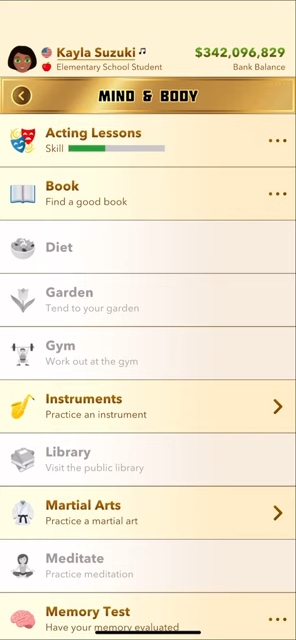 Kayla Suzuki
$342,096,829
Elementary School Student
Bank Balance
MIND & BODY
Acting Lessons
Skill
Book
Find a good book
Diet
Garden
Tend to your garden
Gym
Work out at the gym
Instruments
Practice an instrument
Library
Visit the public library
Martial Arts
Practice a martial art
Meditate
Practice meditation
Memory Test
Have your memory evaluated